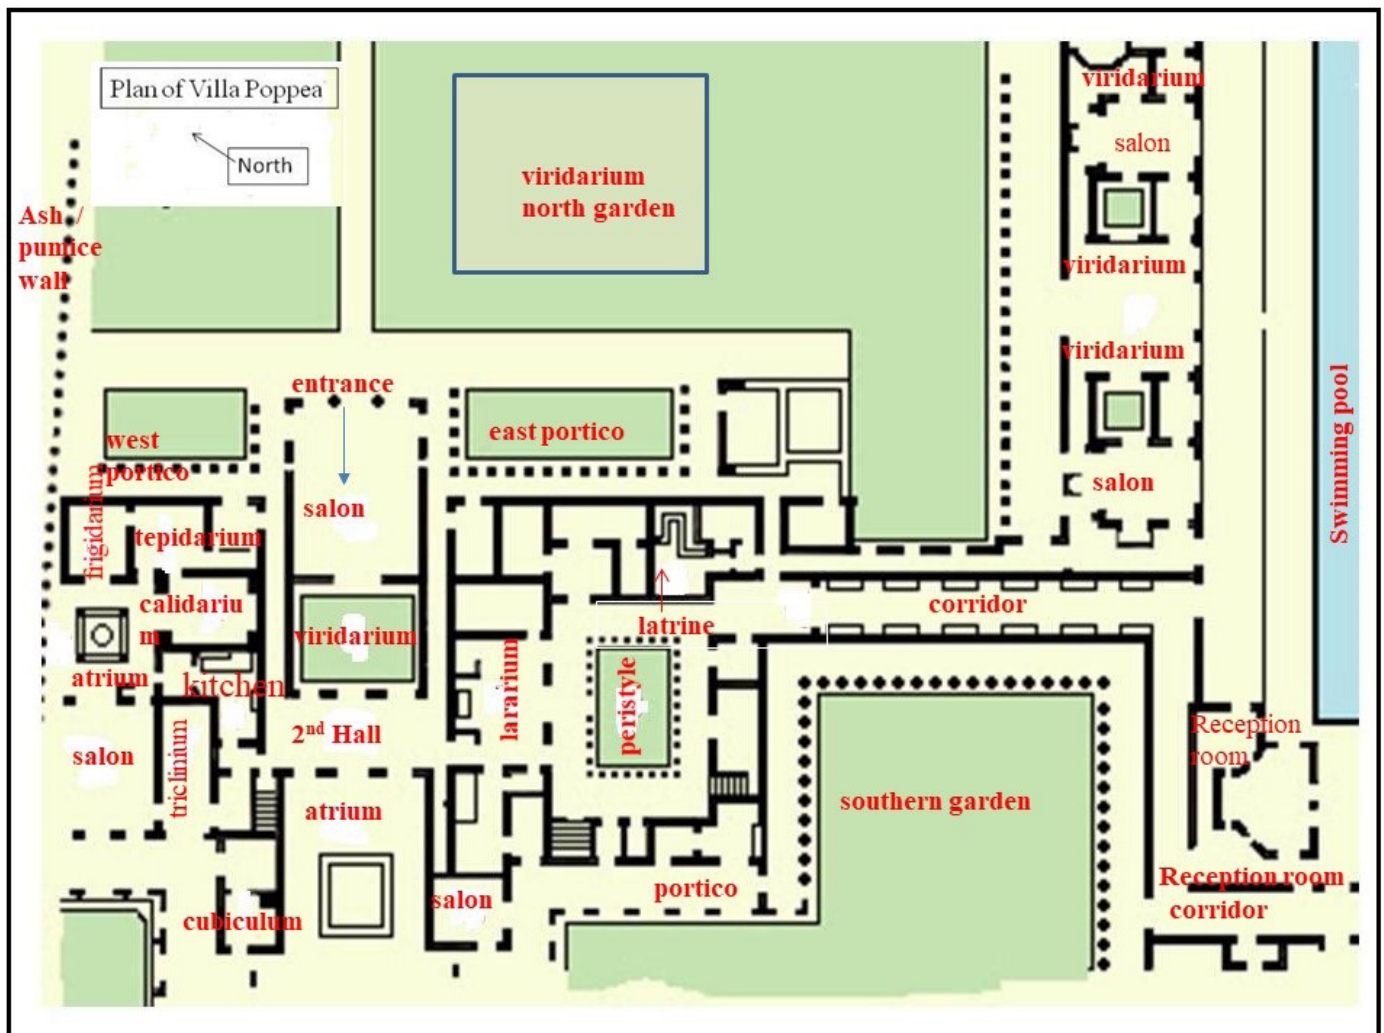 Plan of Villa Poppea
North
viridarium
salon
viridarium
north garden
Ash /
pumice
wall
viridarium
viridarium
entrance
Swimming pool
west
portico
east portico
salon
salon
frigidarium
tepidarium
calidariu
m
corridor
latrine
viridarium
lararium
peristyle
atrium
kitchen
2nd Hall
salon
triclinium
Reception
room
atrium
southern garden
Reception room
corridor
portico
salon
cubiculum